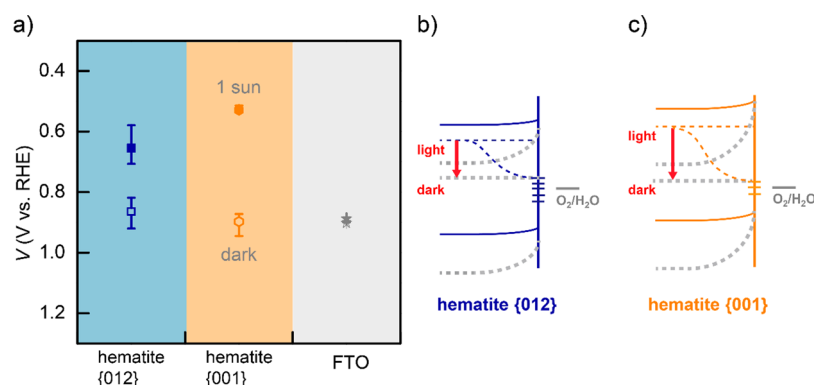 a)
b)
c)
V (V vs. RHE)
0.4
0.6
0.8
1.0
1.2
1 sun
dark
hematite
{012}
hematite
{001}
FTO
light
dark
O₂/H₂O
hematite {012}
light
dark
O₂/H₂O
hematite {001}